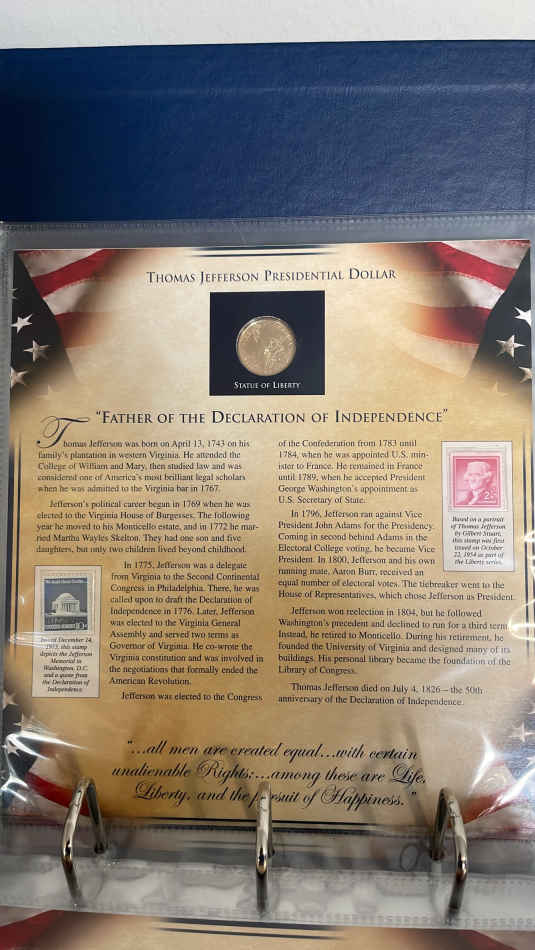 THOMAS JEFFERSON PRESIDENTIAL DOLLAR
STATUE OF LIBERTY
"FATHER OF THE DECLARATION OF INDEPENDENCE"
Thomas Jefferson was born on April 13, 1743 on his
family's plantation in western Virginia. He attended the
College of William and Mary, then studied law and was
considered one of America's most brilliant legal scholars
when he was admitted to the Virginia bar in 1767.
Jefferson's political career began in 1769 when he was
elected to the Virginia House of Burgesses. The following
year he moved to his Monticello estate, and in 1772 he mar-
ried Martha Wayles Skelton. They had one son and five
daughters, but only two children lived beyond childhood.
In 1775, Jefferson was a delegate
from Virginia to the Second Continental
Congress in Philadelphia. There, he was
called upon to draft the Declaration of
Independence in 1776. Later, Jefferson
was elected to the Virginia General
Assembly and served two terms as
Governor of Virginia. He co-wrote the
Virginia constitution and was involved in
the negotiations that formally ended the
American Revolution.
Jefferson was elected to the Congress
10c
Issued December 14,
1973, this stamp
depicts the Jefferson
Memorial in
Washington, D.C.
and a quote from
the Declaration of
Independence.
of the Confederation from 1783 until
1784, when he was appointed U.S. min-
ister to France. He remained in France
until 1789, when he accepted President
George Washington's appointment as
U.S. Secretary of State.
In 1796, Jefferson ran against Vice
President John Adams for the Presidency.
Coming in second behind Adams in the
Electoral College voting, he became Vice
President. In 1800, Jefferson and his own
running mate, Aaron Burr, received an
equal number of electoral votes. The tiebreaker went to the
House of Representatives, which chose Jefferson as President.
Jefferson won reelection in 1804, but he followed
Washington's precedent and declined to run for a third term.
Instead, he retired to Monticello. During his retirement, he
founded the University of Virginia and designed many of its
buildings. His personal library became the foundation of the
Library of Congress.
Thomas Jefferson died on July 4, 1826 – the 50th
anniversary of the Declaration of Independence.
2c
Based on a portrait
of Thomas Jefferson
by Gilbert Stuart,
this stamp was first
issued on October
22, 1954 as part of
the Liberty series.
"...all men are created equal...with certain
unalienable Rights;...among these are Life,
Liberty, and the pursuit of Happiness."